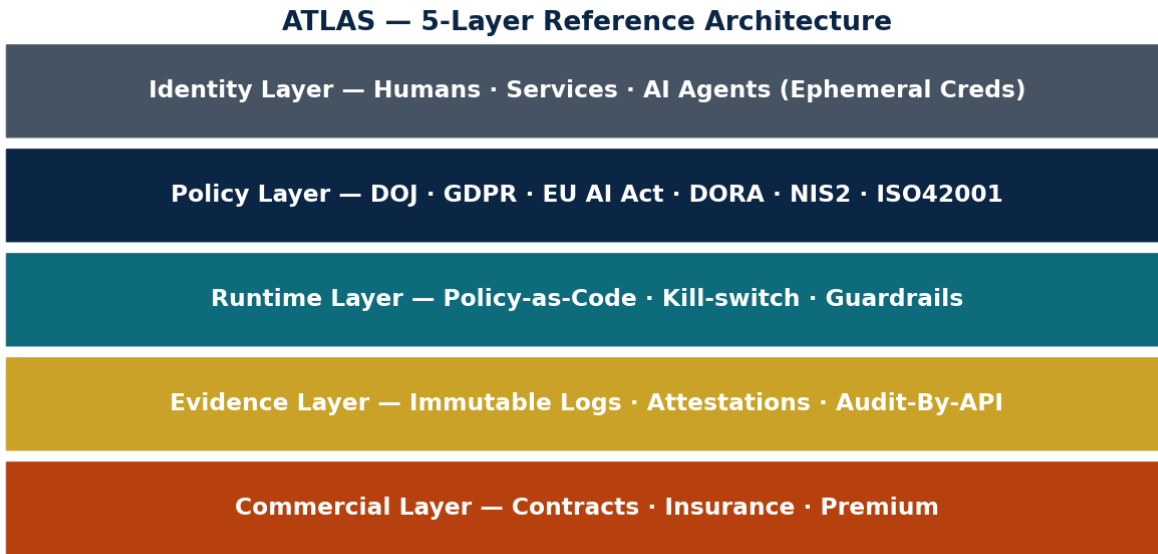 ATLAS — 5-Layer Reference Architecture
Identity Layer — Humans · Services · AI Agents (Ephemeral Creds)
Policy Layer — DOJ · GDPR · EU AI Act · DORA · NIS2 · ISO42001
Runtime Layer — Policy-as-Code · Kill-switch · Guardrails
Evidence Layer — Immutable Logs · Attestations · Audit-By-API
Commercial Layer — Contracts · Insurance · Premium